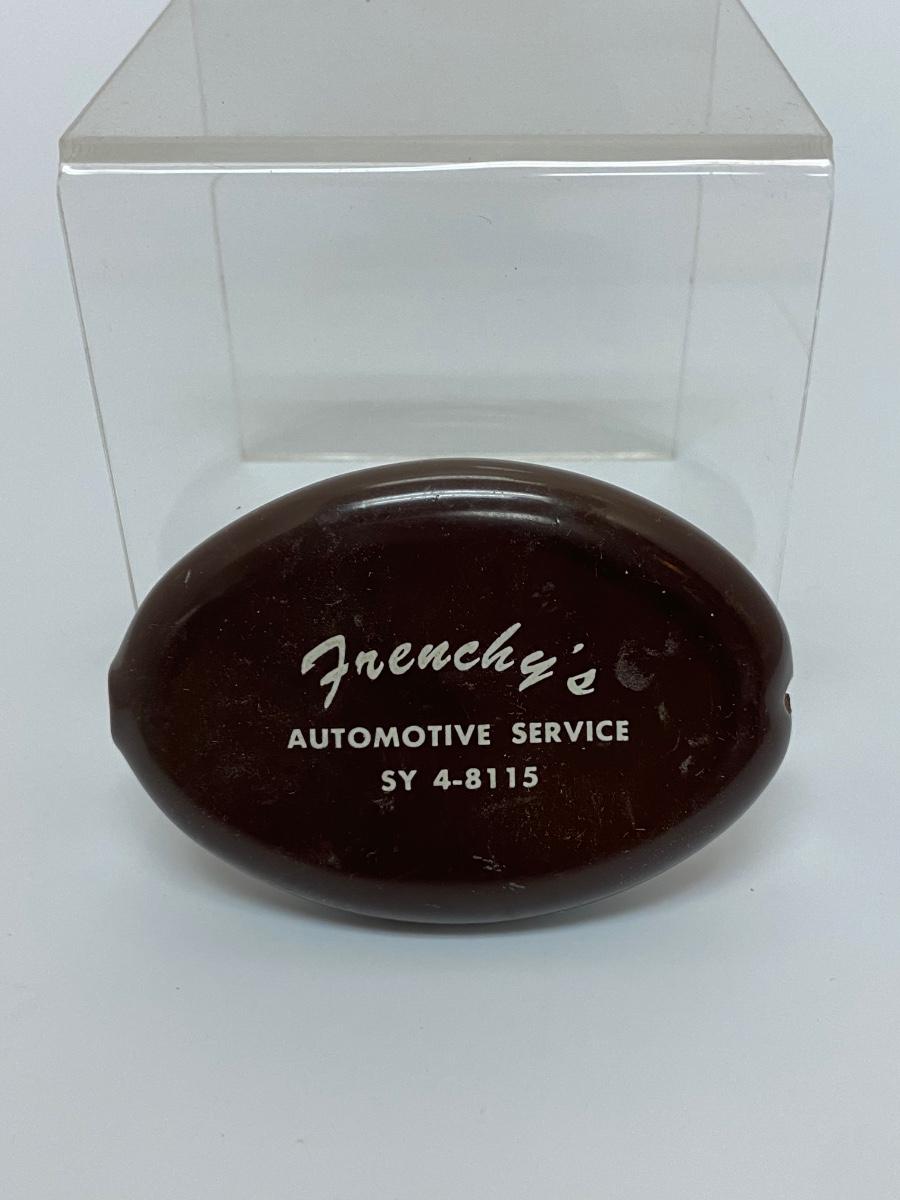 Frenchy's
AUTOMOTIVE SERVICE
SY 4-8115